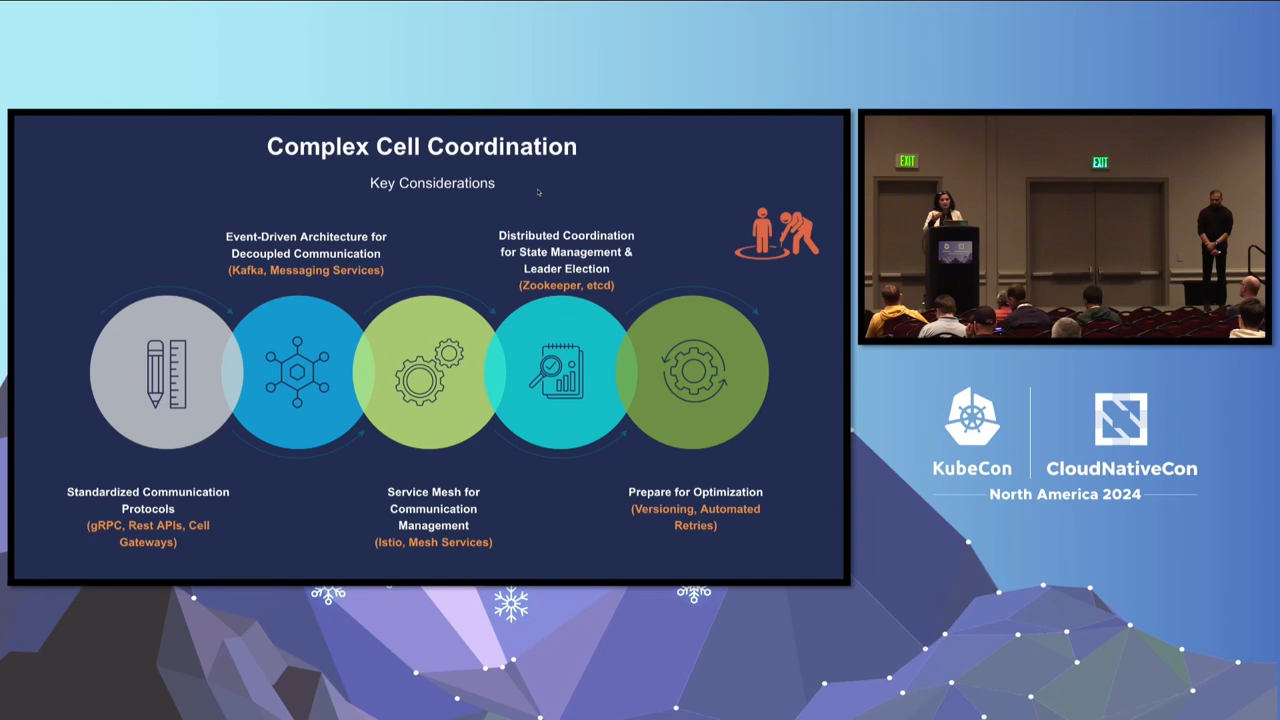 Complex Cell Coordination
Key Considerations
Event-Driven Architecture for
Decoupled Communication
(Kafka, Messaging Services)
Distributed Coordination
for State Management &
Leader Election
(Zookeeper, etcd)
Standardized Communication
Protocols
(gRPC, Rest APIs, Cell
Gateways)
Service Mesh for
Communication
Management
(Istio, Mesh Services)
Prepare for Optimization
(Versioning, Automated
Retries)
EXIT
EXIT
KubeCon
CloudNativeCon
North America 2024